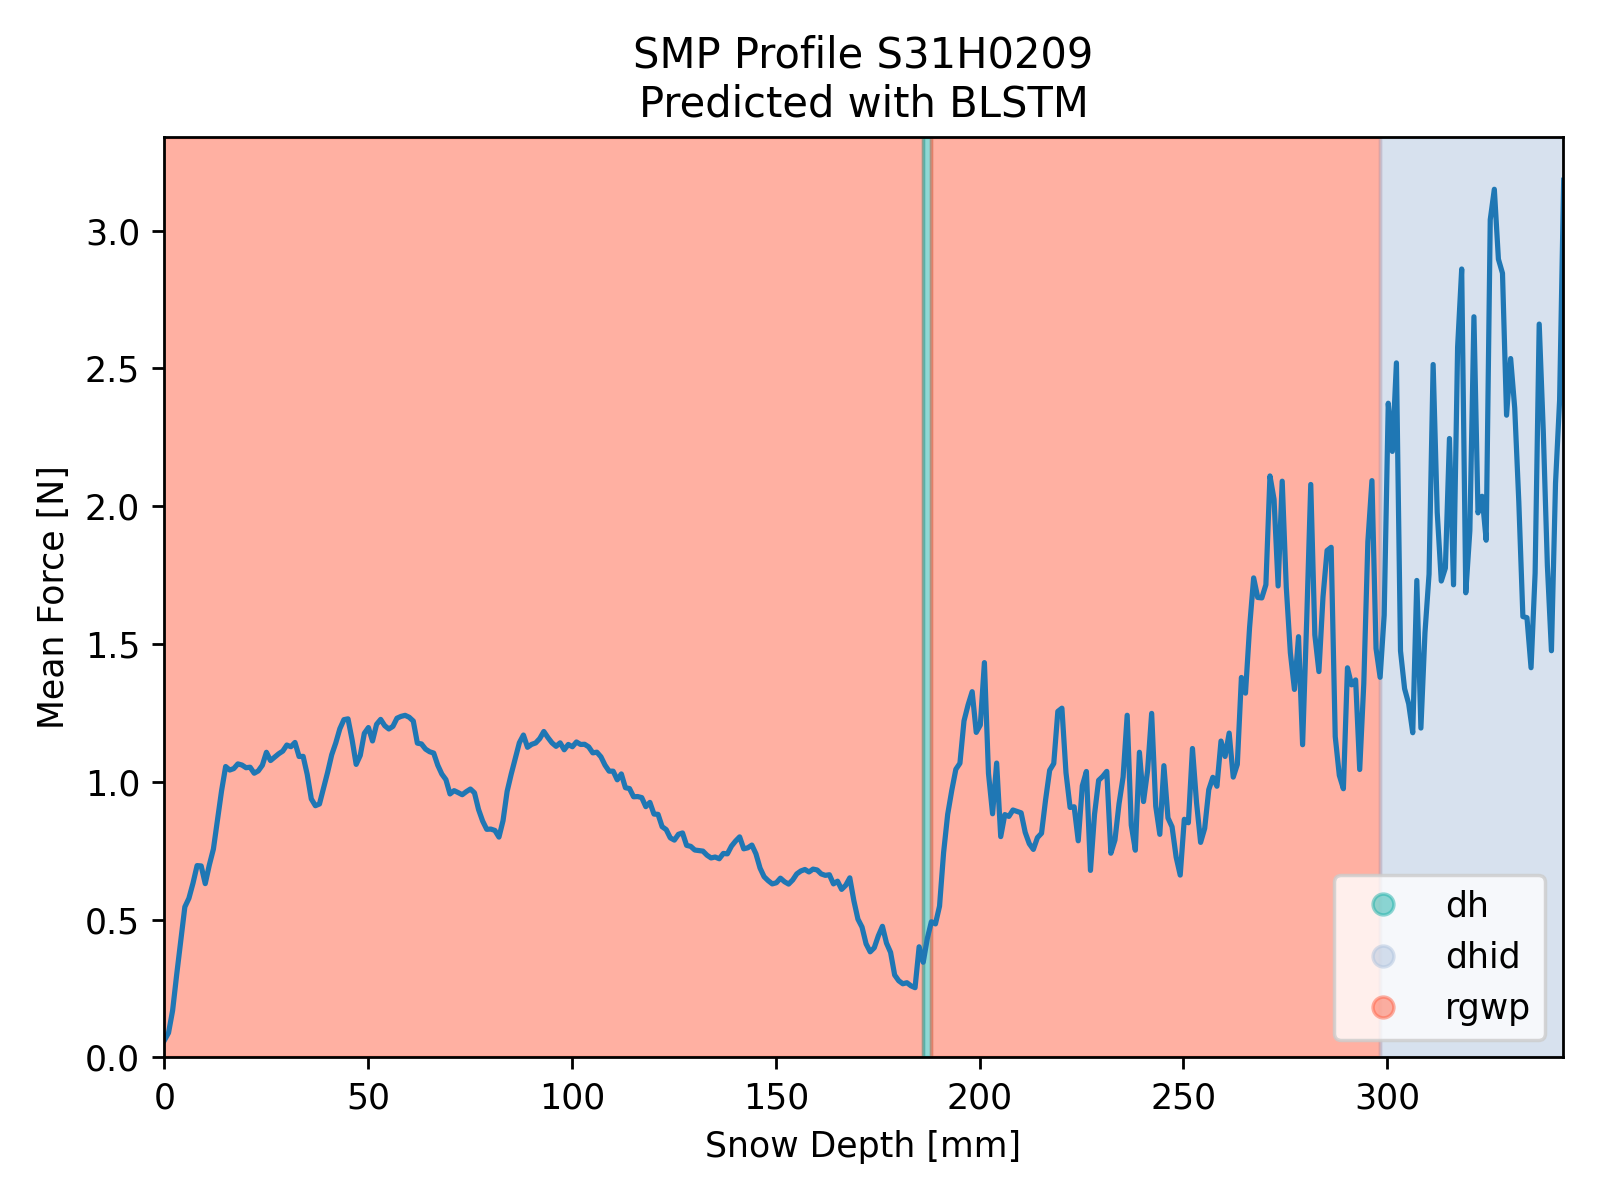 SMP Profile S31H0209
Predicted with BLSTM
Mean Force [N]
3.0
2.5
2.0
1.5
1.0
0.5
0.0
0 50 100 150 200 250 300
Snow Depth [mm]
dh
dhid
rgwp